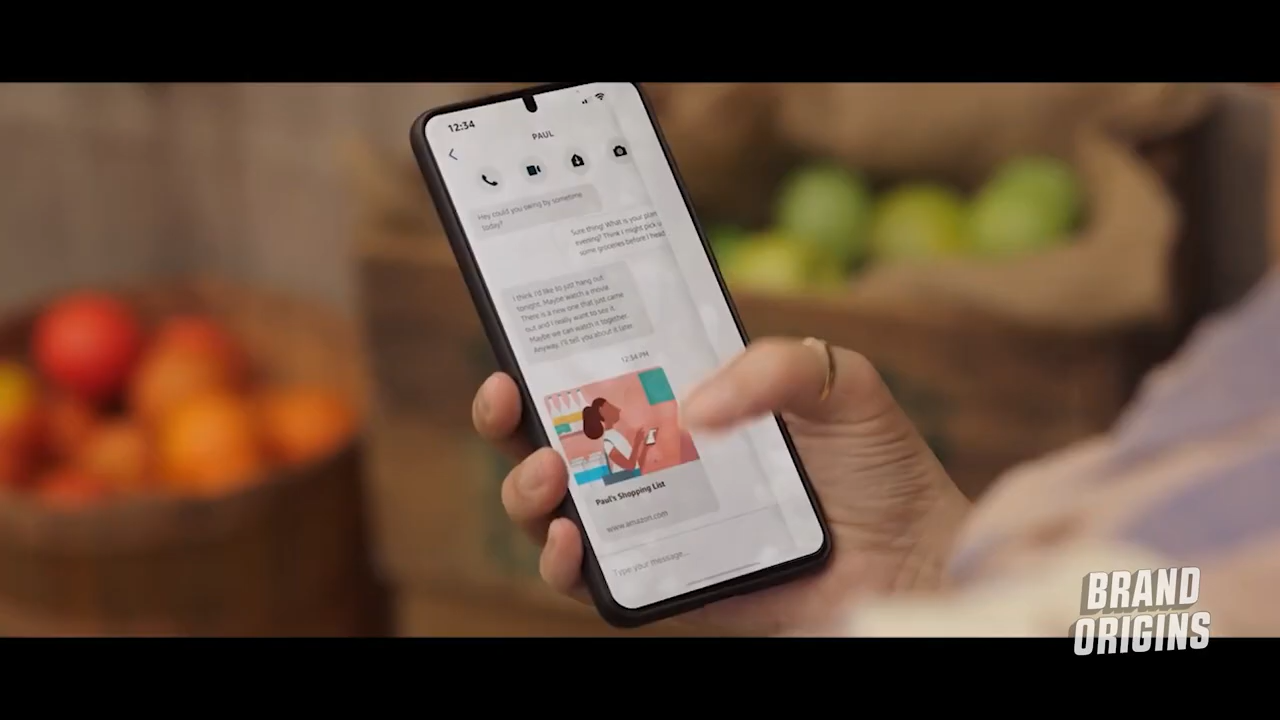 12:34
PAUL
Hey could you swing by sometime
today?
Sure thing! What is your plan
evening? Think I might pick u
some groceries before I head
I think I'd like to just hang out
tonight. Maybe watch a movie.
There is a new one that just came
out and I really want to see it.
Maybe we can watch it together.
Anyway, I'll tell you about it later
12:34 PM
Paul's Shopping List
www.amazon.com
Type your message...
BRAND
ORIGINS